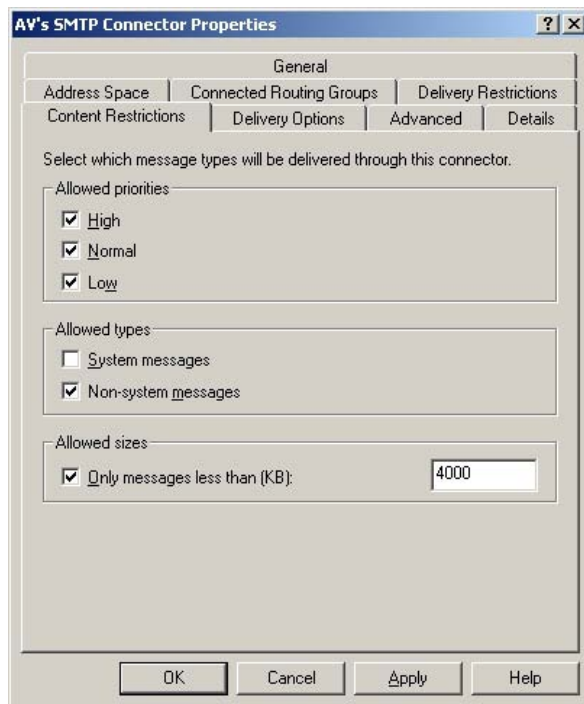 AV's SMTP Connector Properties
General
Address Space Connected Routing Groups Delivery Restrictions
Content Restrictions Delivery Options Advanced Details
Select which message types will be delivered through this connector.
Allowed priorities
High
Normal
Low
Allowed types
System messages
Non-system messages
Allowed sizes
Only messages less than (KB): 4000
OK Cancel Apply Help